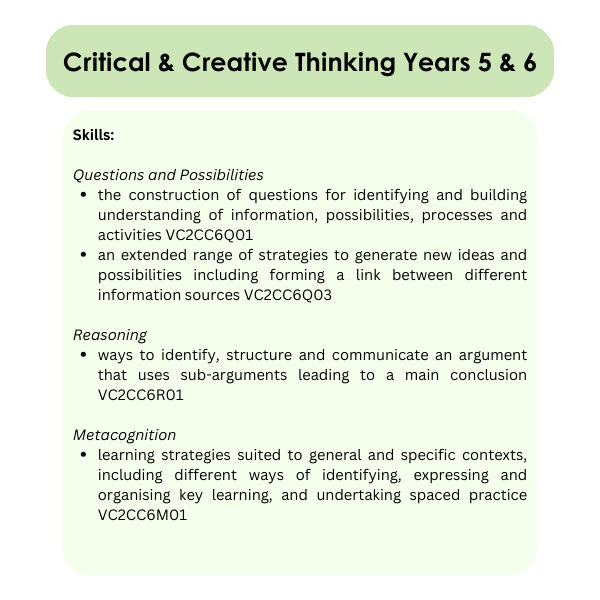 Critical & Creative Thinking Years 5 & 6
Skills:
Questions and Possibilities
• the construction of questions for identifying and building
understanding of information, possibilities, processes and
activities VC2CC6Q01
• an extended range of strategies to generate new ideas and
possibilities including forming a link between different
information sources VC2CC6Q03
Reasoning
• ways to identify, structure and communicate an argument
that uses sub-arguments leading to a main conclusion
VC2CC6R01
Metacognition
• learning strategies suited to general and specific contexts,
including different ways of identifying, expressing and
organising key learning, and undertaking spaced practice
VC2CC6M01